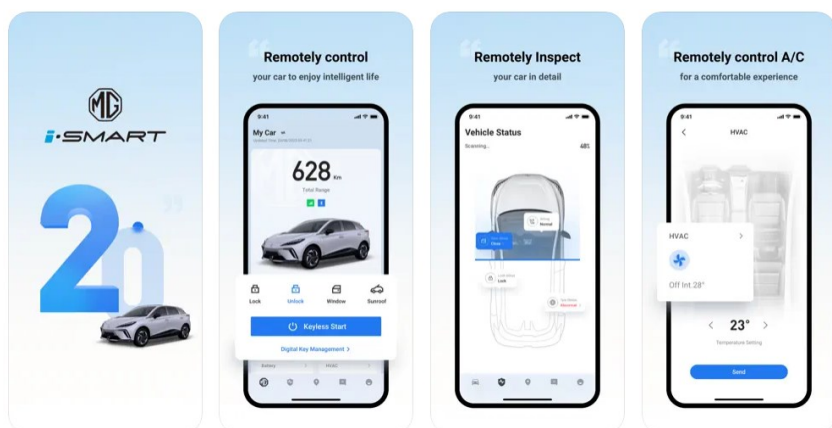 MG
i-SMART
2.0
Remotely control
your car to enjoy intelligent life
9:41
My Car
628 Km
Total Range
Lock
Unlock
Window
Sunroof
Keyless Start
Digital Key Management >
Battery
HVAC
Remotely Inspect
your car in detail
9:41
Vehicle Status
Scanning...
48%
Normal
Lock
Remotely control A/C
for a comfortable experience
9:41
HVAC
HVAC
Off Int.28°
23°
Temperature Setting
Send